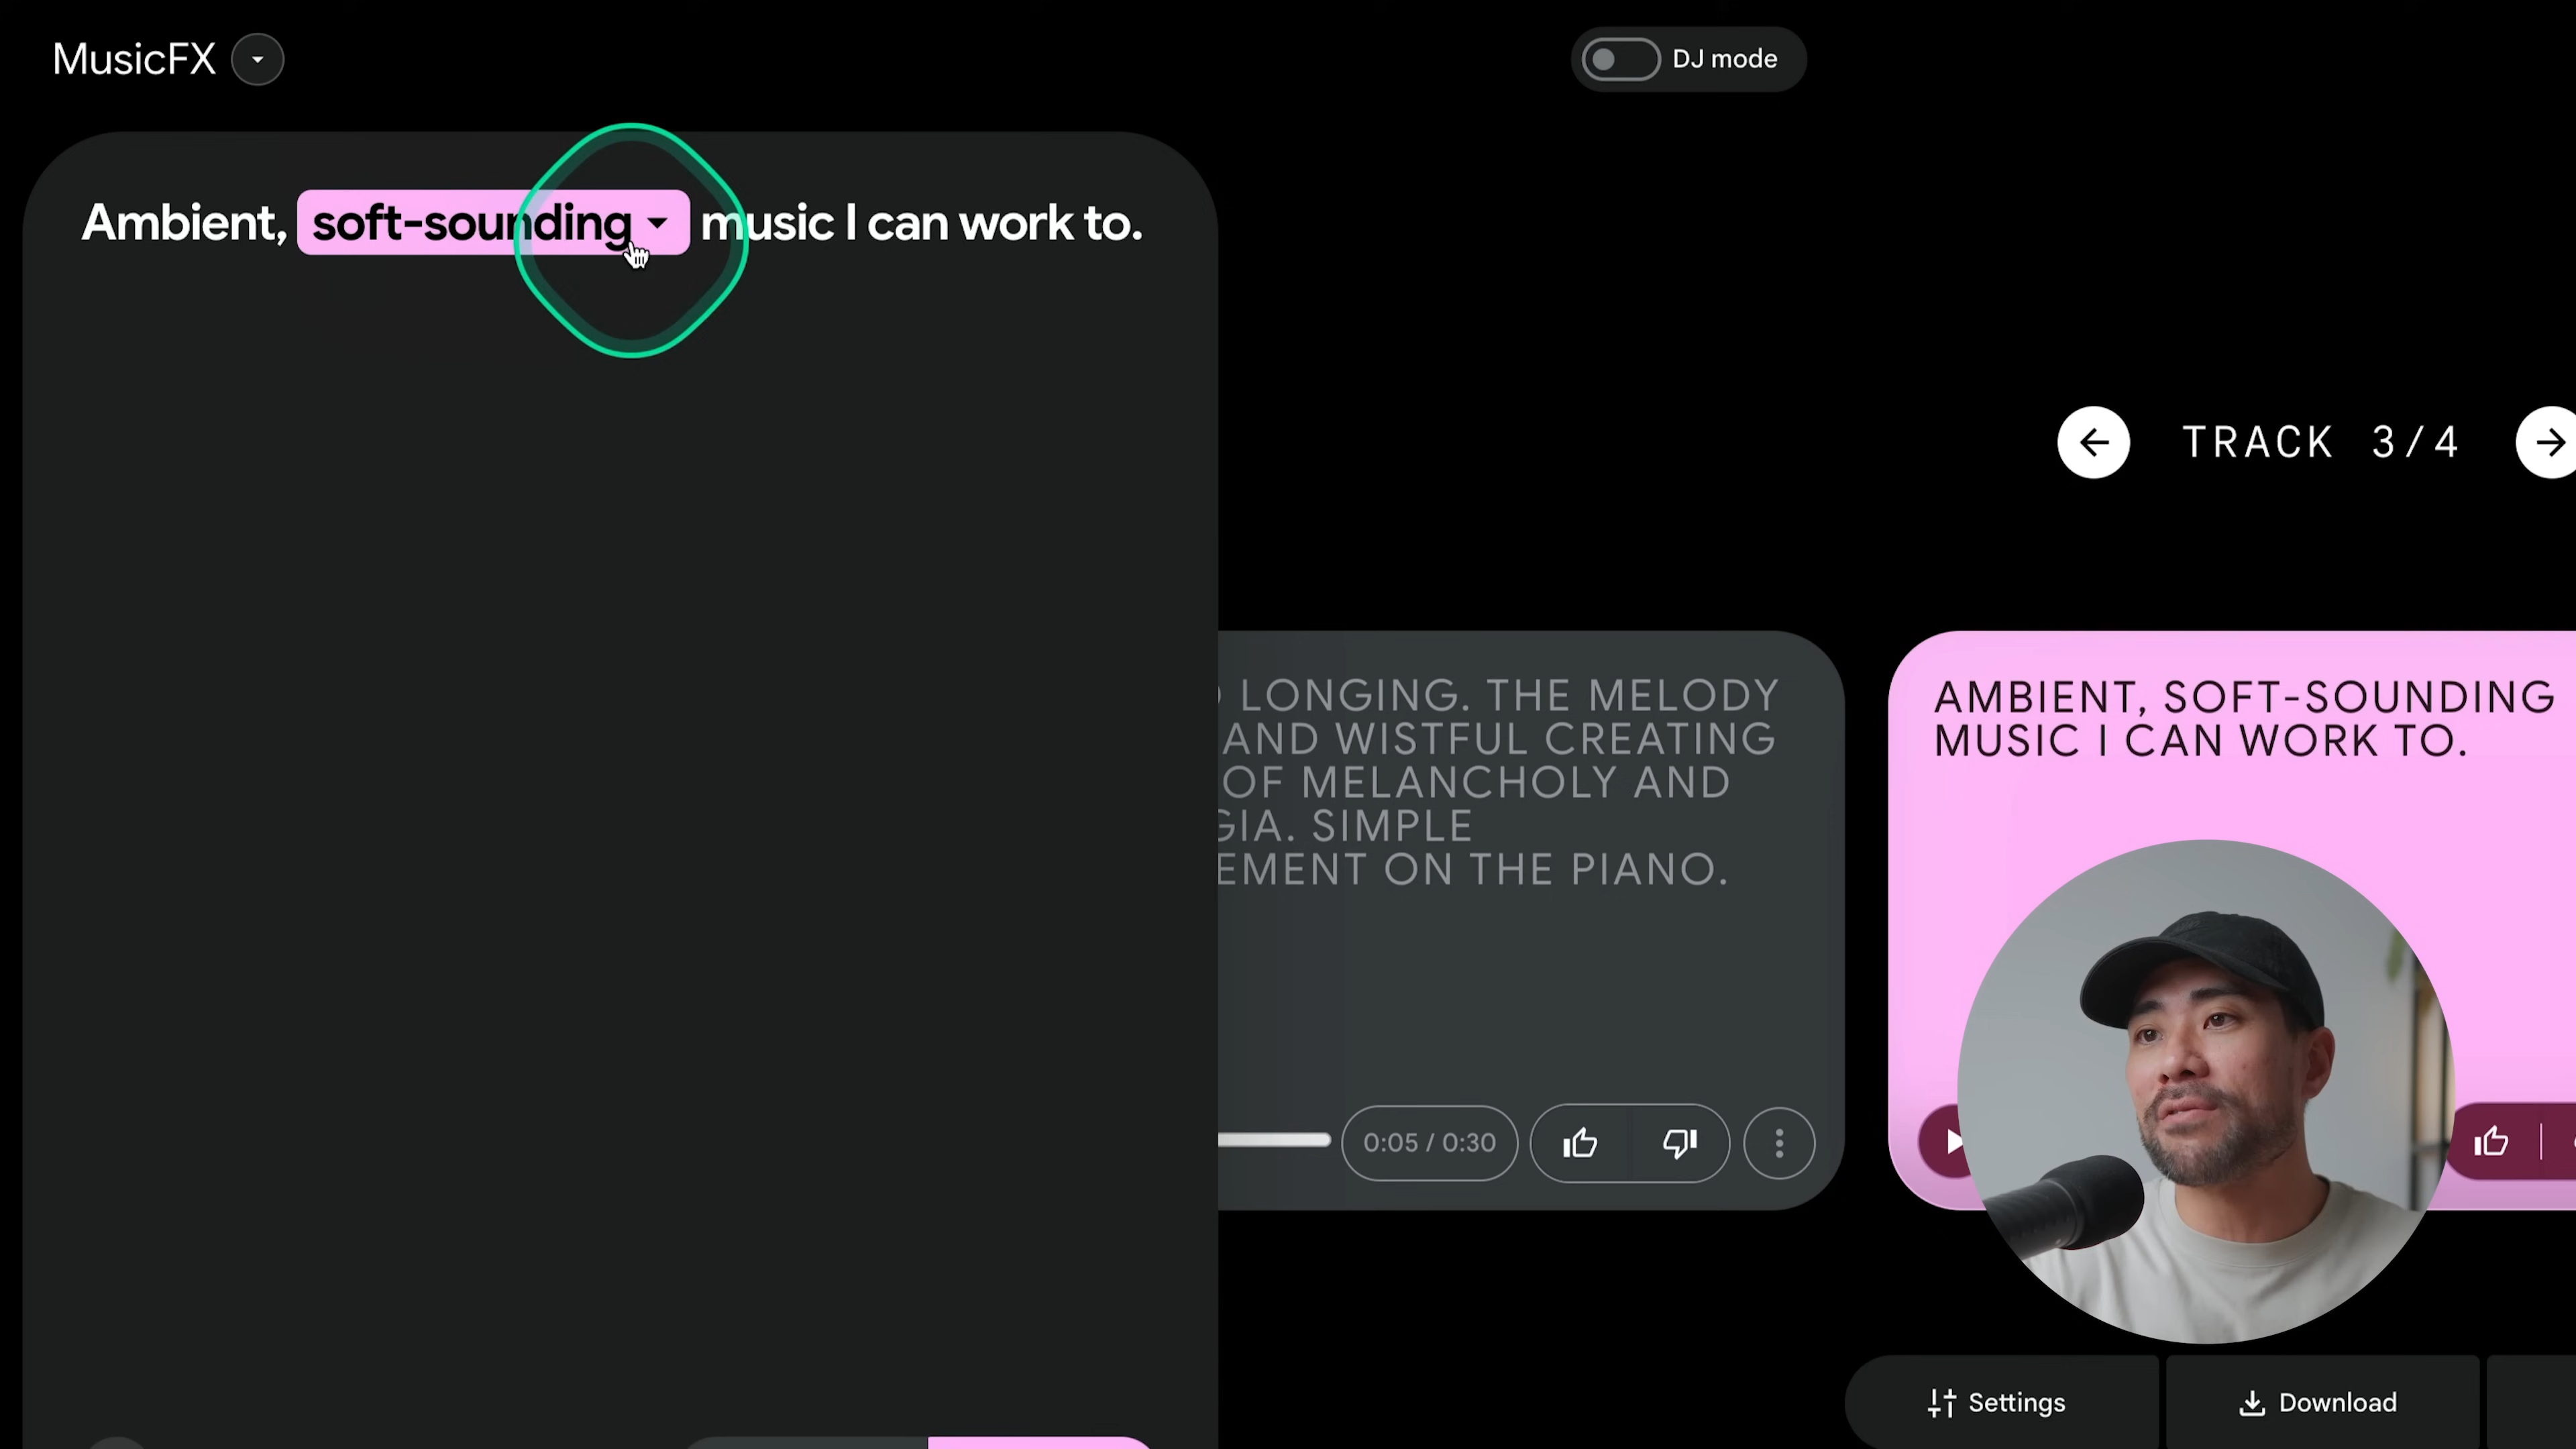 MusicFX
DJ mode
Ambient, soft-sounding music I can work to.
TRACK 3/4
LONGING. THE MELODY
AND WISTFUL CREATING
OF MELANCHOLY AND
SIMPLE
ON THE PIANO.
0:05 / 0:30
AMBIENT, SOFT-SOUNDING
MUSIC I CAN WORK TO.
Settings
Download